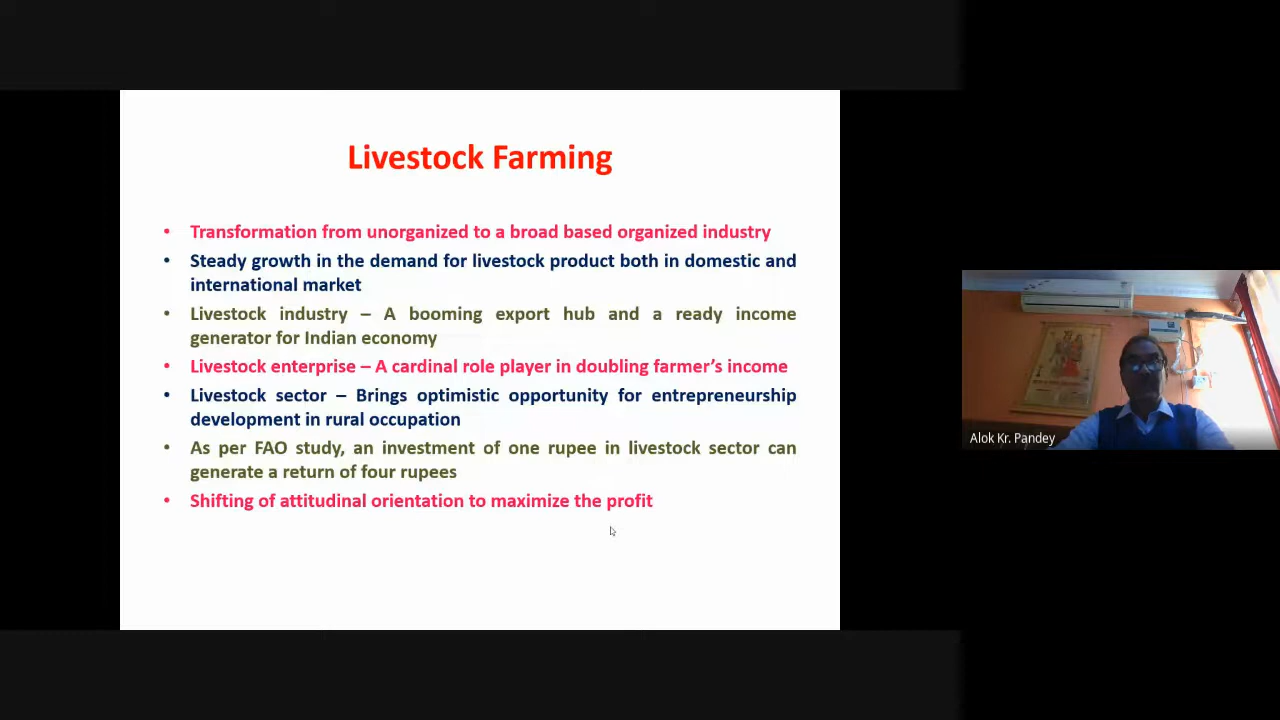 Livestock Farming
• Transformation from unorganized to a broad based organized industry
• Steady growth in the demand for livestock product both in domestic and
international market
• Livestock industry – A booming export hub and a ready income
generator for Indian economy
• Livestock enterprise – A cardinal role player in doubling farmer's income
• Livestock sector – Brings optimistic opportunity for entrepreneurship
development in rural occupation
• As per FAO study, an investment of one rupee in livestock sector can
generate a return of four rupees
• Shifting of attitudinal orientation to maximize the profit
Alok Kr. Pandey